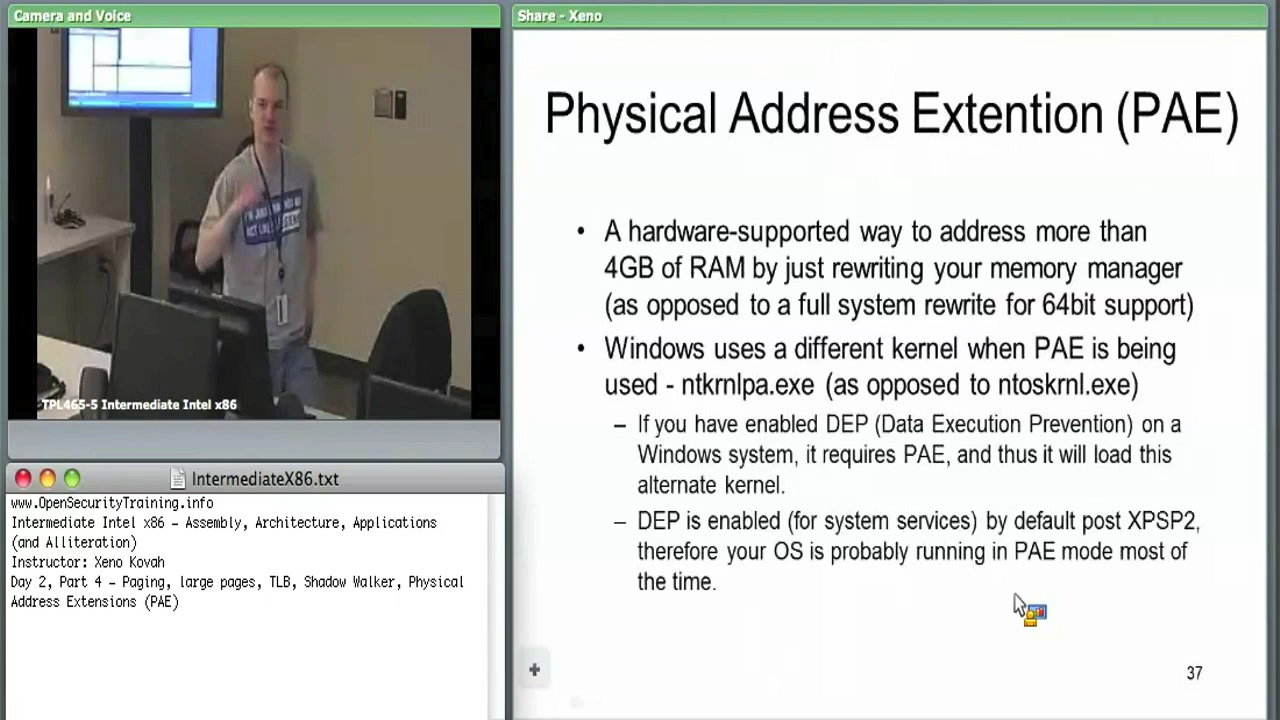 Camera and Voice
TPL465-5 Intermediate Intel x86
IntermediateX86.txt
www.OpenSecurityTraining.info
Intermediate Intel x86 – Assembly, Architecture, Applications
(and Alliteration)
Instructor: Xeno Kovah
Day 2, Part 4 – Paging, large pages, TLB, Shadow Walker, Physical
Address Extensions (PAE)
Share - Xeno
Physical Address Extention (PAE)
• A hardware-supported way to address more than
4GB of RAM by just rewriting your memory manager
(as opposed to a full system rewrite for 64bit support)
• Windows uses a different kernel when PAE is being
used - ntkrnlpa.exe (as opposed to ntoskrnl.exe)
– If you have enabled DEP (Data Execution Prevention) on a
Windows system, it requires PAE, and thus it will load this
alternate kernel.
– DEP is enabled (for system services) by default post XPSP2,
therefore your OS is probably running in PAE mode most of
the time.
37